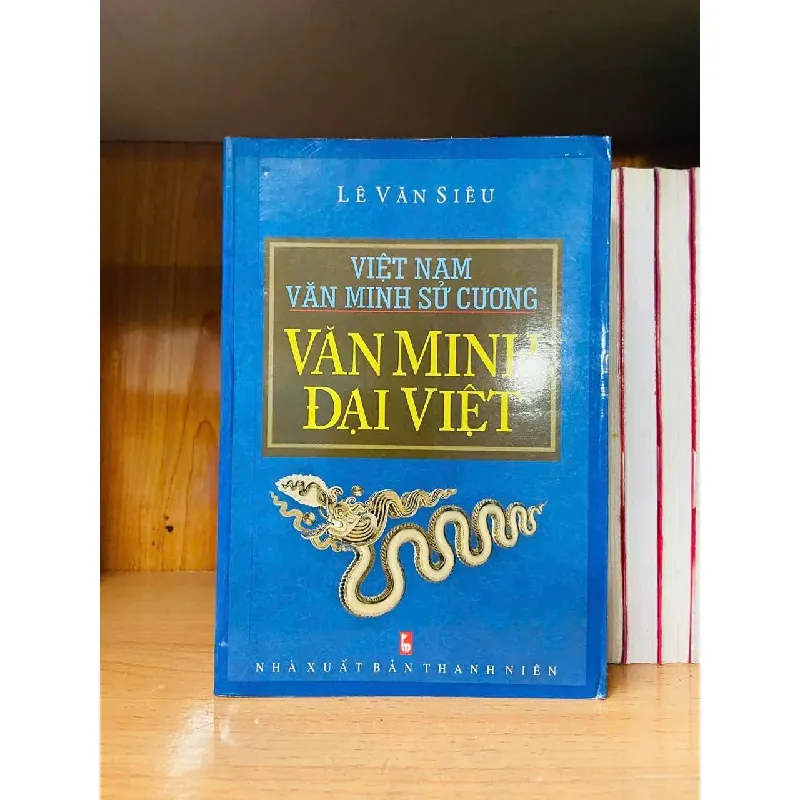 LÊ VĂN SIÊU
VIỆT NAM
VĂN MINH SỬ CƯƠNG
VĂN MINH
ĐẠI VIỆT
NHÀ XUẤT BẢN THANH NIÊN